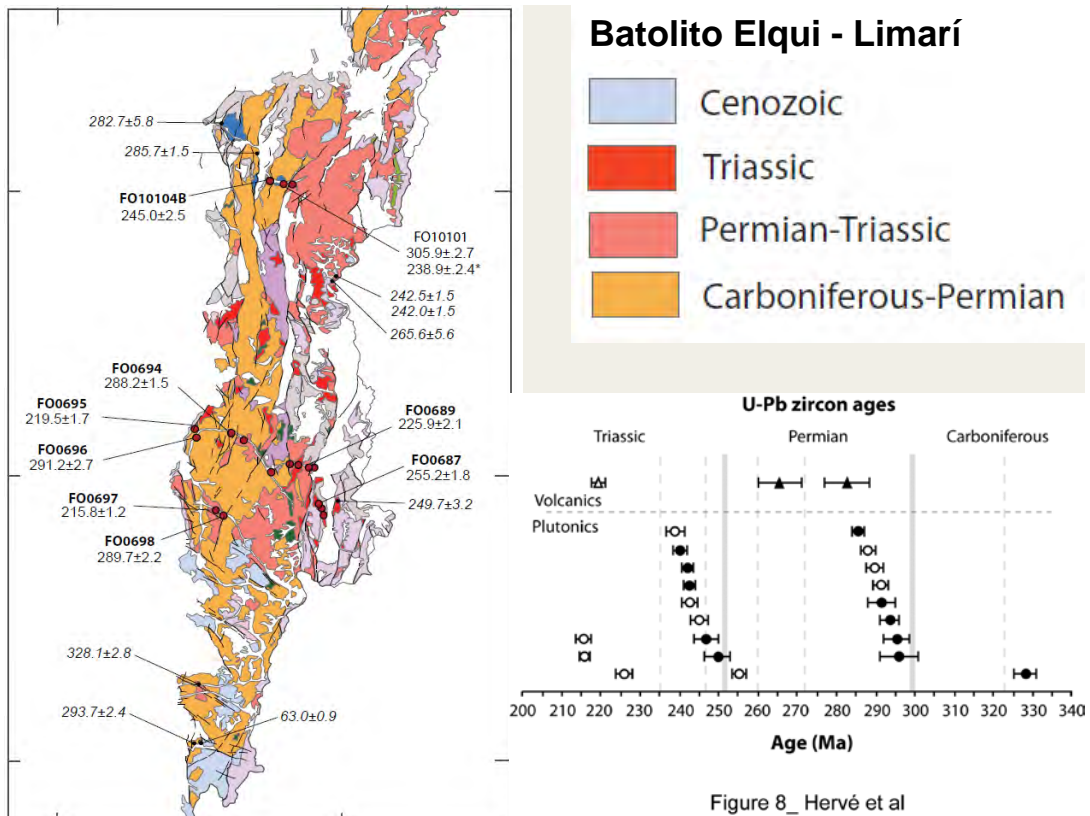 282.7±5.8
285.7±1.5
FO10104B
245.0±2.5
FO10101
305.9±.2.7
238.9±.2.4*
242.5±1.5
242.0±1.5
265.6±5.6
FO0694
288.2±1.5
FO0695
219.5±1.7
FO0696
291.2±2.7
FO0689
225.9±2.1
FO0687
255.2±1.8
249.7±3.2
FO0697
215.8±1.2
FO0698
289.7±2.2
328.1±2.8
293.7±2.4
63.0±0.9
Batolito Elqui - Limarí
Cenozoic
Triassic
Permian-Triassic
Carboniferous-Permian
U-Pb zircon ages
Triassic Permian Carboniferous
Volcanics
Plutonics
200 210 220 230 240 250 260 270 280 290 300 310 320 330 340
Age (Ma)
Figure 8_ Hervé et al